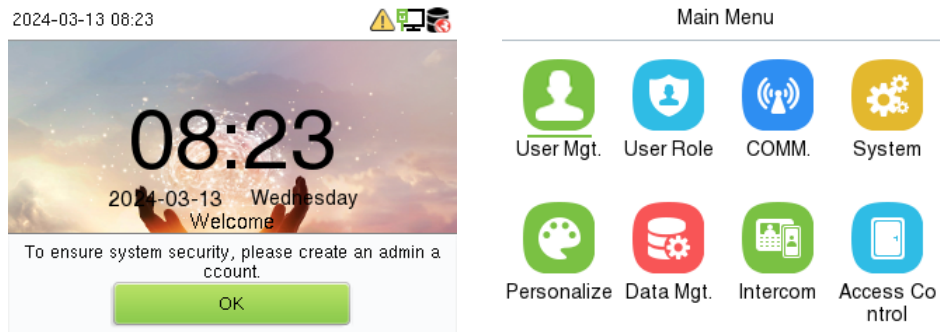 2024-03-13 08:23
08:23
2024-03-13 Wednesday
Welcome
To ensure system security, please create an admin a
ccount.
OK
Main Menu
User Mgt. User Role COMM. System
Personalize Data Mgt. Intercom Access Co
ntrol